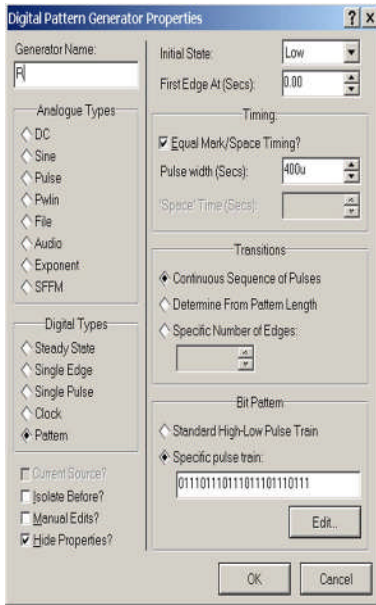 Digital Pattern Generator Properties
Generator Name:
R
Analogue Types
DC
Sine
Pulse
Pwlin
File
Audio
Exponent
SFFM
Digital Types
Steady State
Single Edge
Single Pulse
Clock
Pattern
Current Source?
Isolate Before?
Manual Edits?
Hide Properties?
Initial State:
Low
First Edge At (Secs):
0.00
Timing:
Equal Mark/Space Timing?
Pulse width (Secs):
400u
'Space' Time (Secs):
Transitions
Continuous Sequence of Pulses
Determine From Pattern Length
Specific Number of Edges:
Bit Pattern
Standard High-Low Pulse Train
Specific pulse train:
011101110111011101110111
Edit...
OK
Cancel